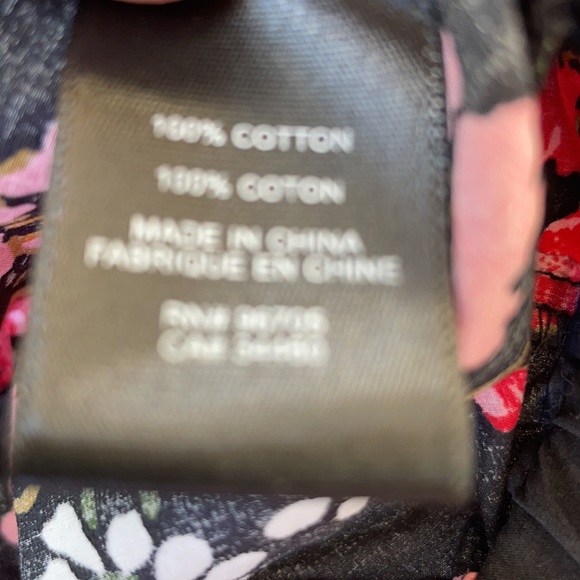 100% COTTON
100% COTON
MADE IN CHINA
FABRIQUE EN CHINE
RN#
CA#